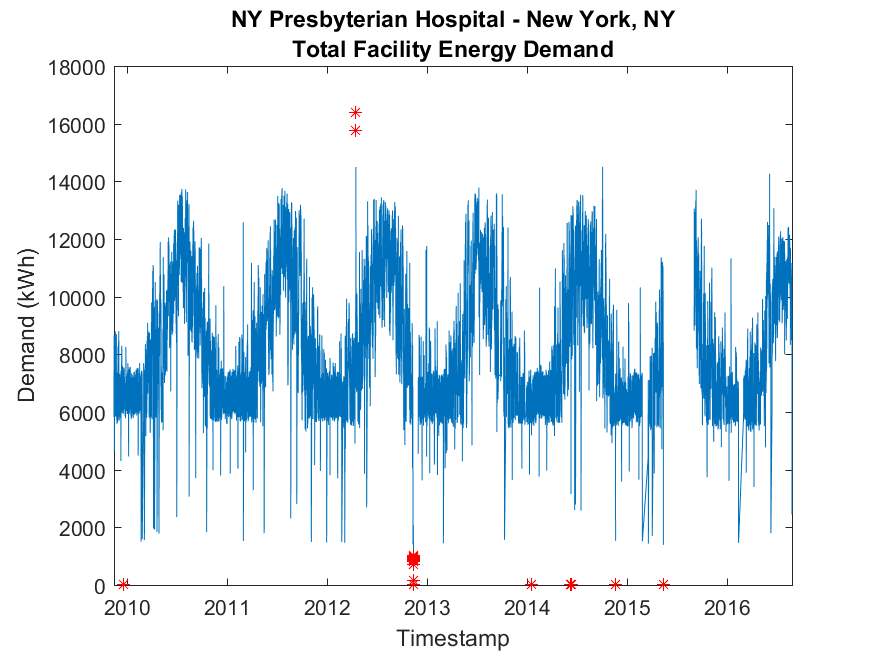 NY Presbyterian Hospital - New York, NY
Total Facility Energy Demand
18000
16000
14000
12000
10000
8000
6000
4000
2000
0
Demand (kWh)
2010 2011 2012 2013 2014 2015 2016
Timestamp